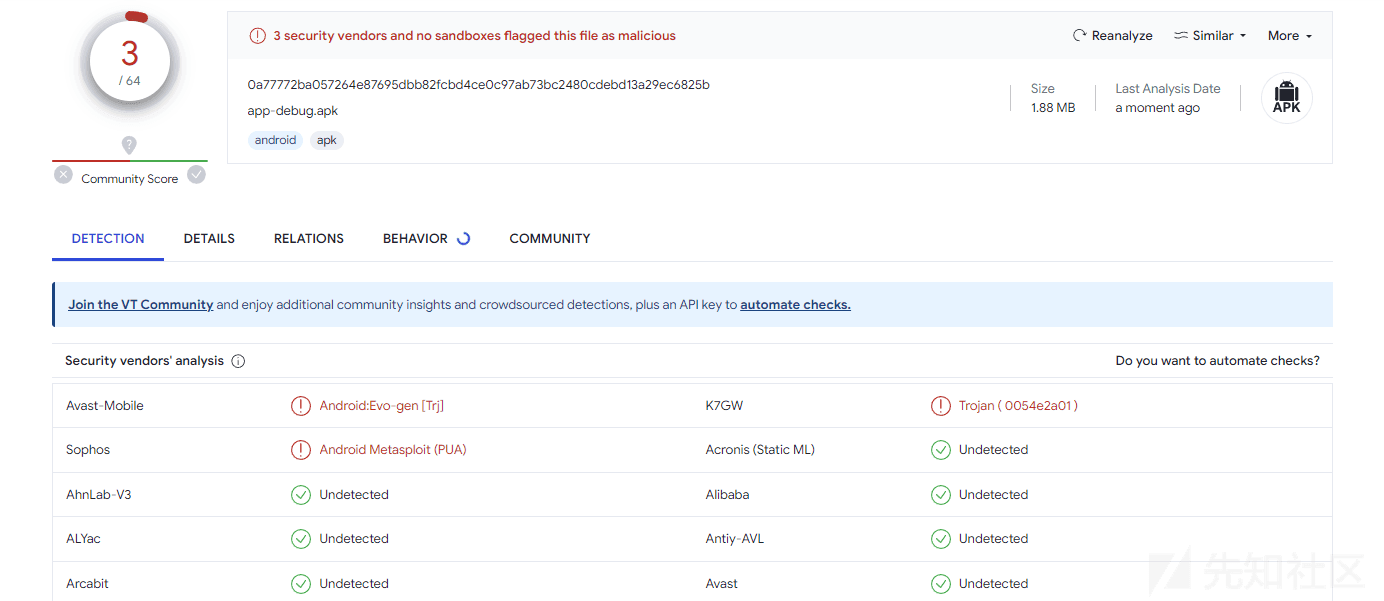 3 security vendors and no sandboxes flagged this file as malicious
Reanalyze
Similar
More
3
/ 64
0a77772ba057264e87695dbb82fcbd4ce0c97ab73bc2480cdebd13a29ec6825b
app-debug.apk
android
apk
Size
1.88 MB
Last Analysis Date
a moment ago
APK
?
Community Score
DETECTION
DETAILS
RELATIONS
BEHAVIOR
COMMUNITY
Join the VT Community and enjoy additional community insights and crowdsourced detections, plus an API key to automate checks.
Security vendors' analysis
Do you want to automate checks?
Avast-Mobile
Android:Evo-gen [Trj]
K7GW
Trojan ( 0054e2a01 )
Sophos
Android Metasploit (PUA)
Acronis (Static ML)
Undetected
AhnLab-V3
Undetected
Alibaba
Undetected
ALYac
Undetected
Antiy-AVL
Undetected
Arcabit
Undetected
Avast
Undetected
先知社区